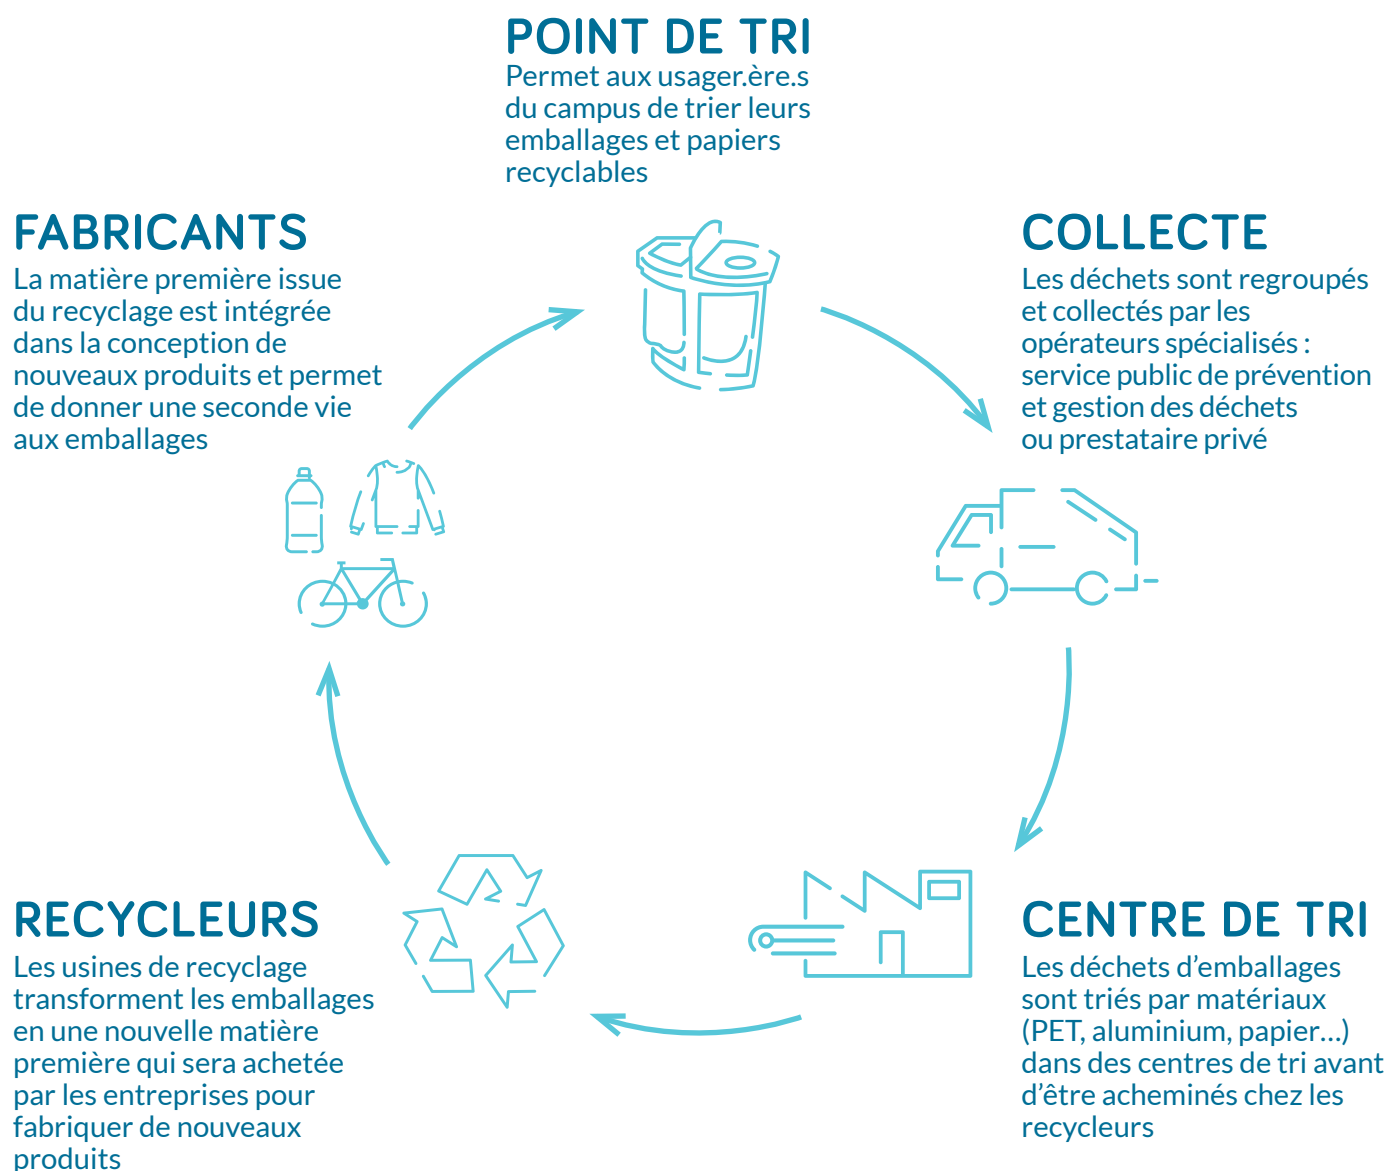 POINT DE TRI
Permet aux usager.ère.s
du campus de trier leurs
emballages et papiers
recyclables
COLLECTE
Les déchets sont regroupés
et collectés par les
opérateurs spécialisés :
service public de prévention
et gestion des déchets
ou prestataire privé
CENTRE DE TRI
Les déchets d’emballages
sont triés par matériaux
(PET, aluminium, papier…)
dans des centres de tri avant
d’être acheminés chez les
recycleurs
RECYCLEURS
Les usines de recyclage
transforment les emballages
en une nouvelle matière
première qui sera achetée
par les entreprises pour
fabriquer de nouveaux
produits
FABRICANTS
La matière première issue
du recyclage est intégrée
dans la conception de
nouveaux produits et permet
de donner une seconde vie
aux emballages